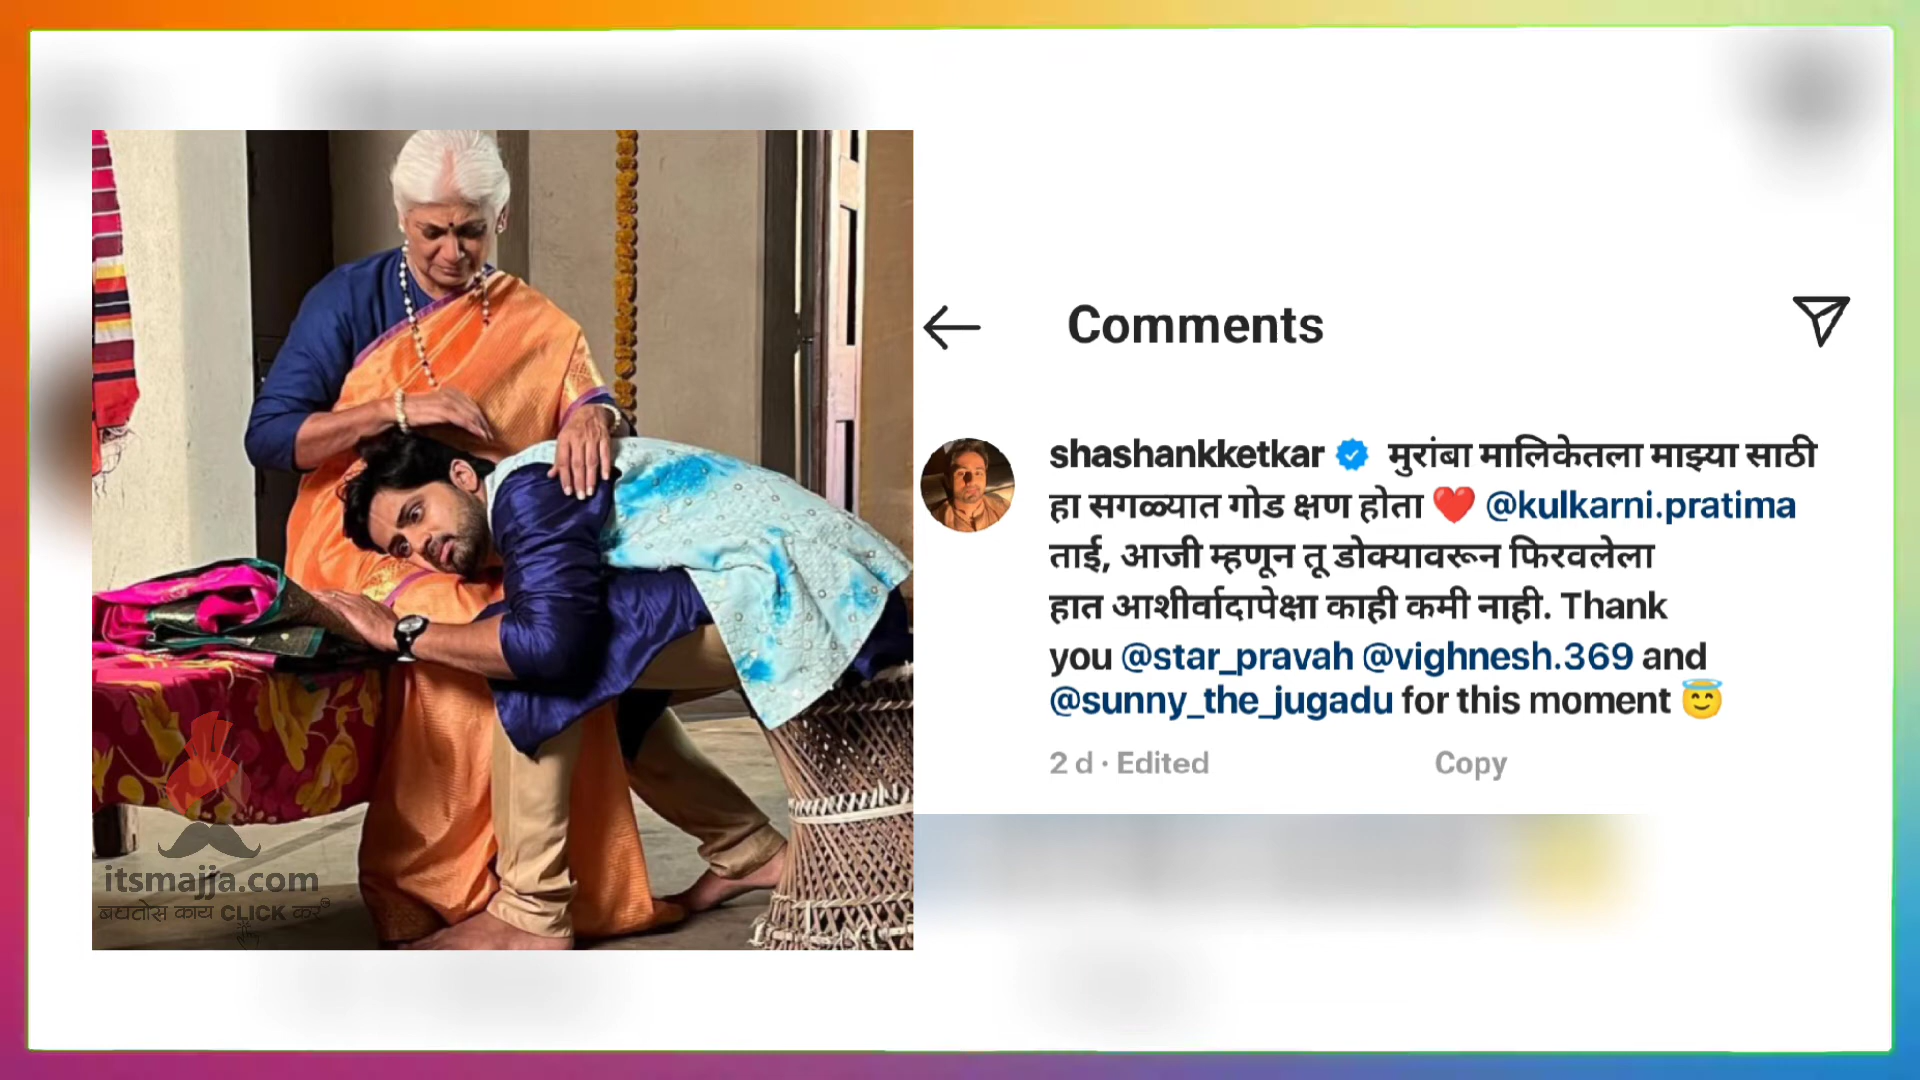 Comments
shashankketkar मुरांबा मालिकेतला माझ्या साठी
हा सगळ्यात गोड क्षण होता ❤️ @kulkarni.pratima
ताई, आजी म्हणून तू डोक्यावरून फिरवलेला
हात आशीर्वादापेक्षा काही कमी नाही. Thank
you @star_pravah @vighnesh.369 and
@sunny_the_jugadu for this moment 😇
2 d · Edited Copy
itsmajja.com
बघतोस काय CLICK कर